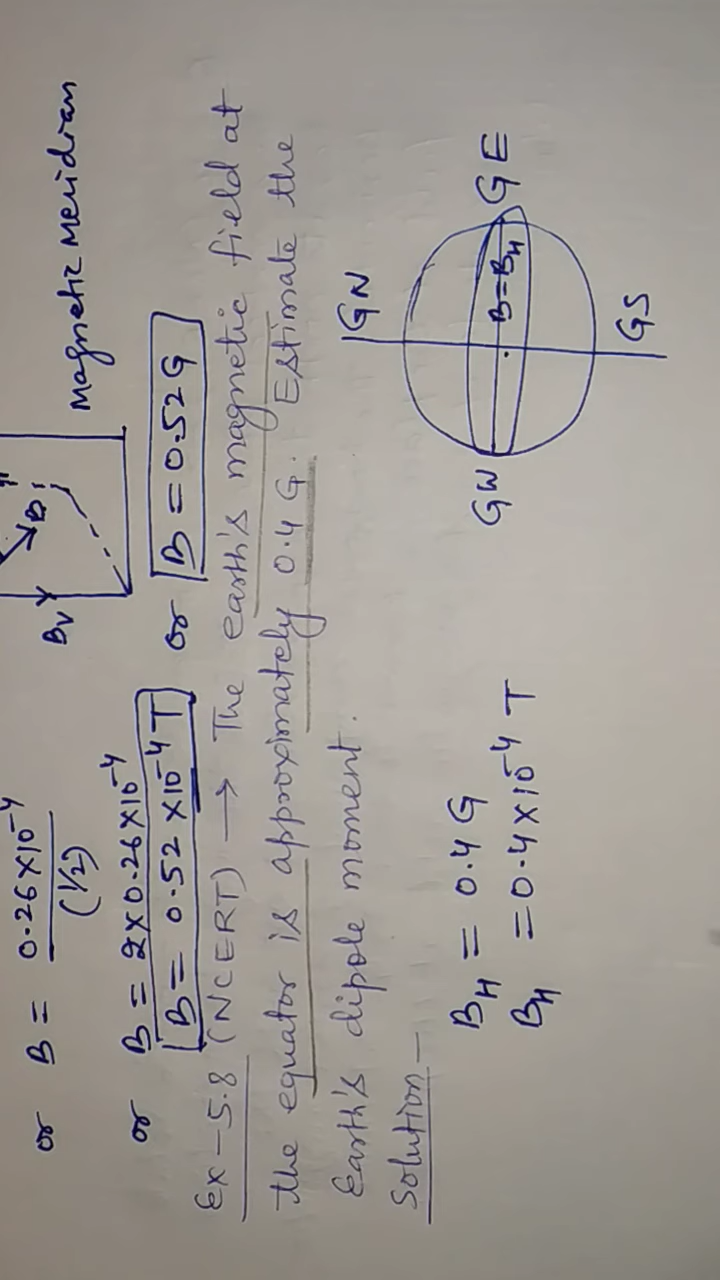 or B = 0.26×10⁻⁴
(1/2)
Bv
B
Magnetic Meridian
or B = 2×0.26×10⁻⁴
B = 0.52×10⁻⁴ T or B = 0.52 G
Ex-5.8 (NCERT) → The earth's magnetic field at
the equator is approximately 0.4 G. Estimate the
Earth's dipole moment.
Solution-
GN
BH = 0.4 G
BH = 0.4×10⁻⁴ T
GW
B=BH
GE
GS